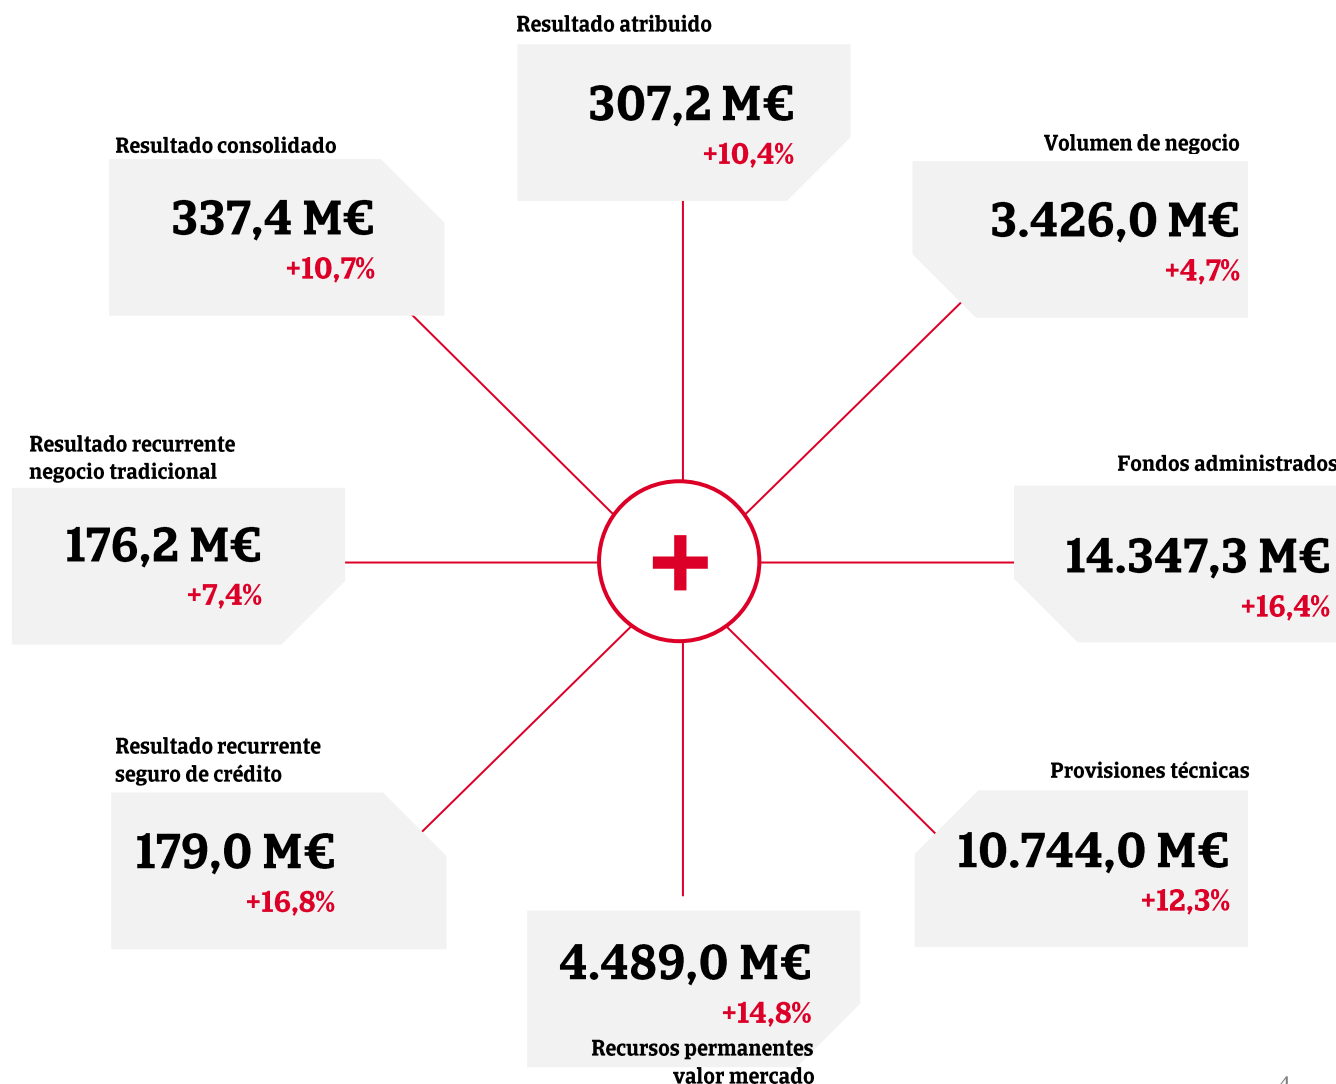 Resultado atribuido
307,2 M€
+10,4%
Resultado consolidado
337,4 M€
+10,7%
Volumen de negocio
3.426,0 M€
+4,7%
Resultado recurrente
negocio tradicional
176,2 M€
+7,4%
Fondos administrados
14.347,3 M€
+16,4%
Resultado recurrente
seguro de crédito
179,0 M€
+16,8%
Provisiones técnicas
10.744,0 M€
+12,3%
4.489,0 M€
+14,8%
Recursos permanentes
valor mercado
4